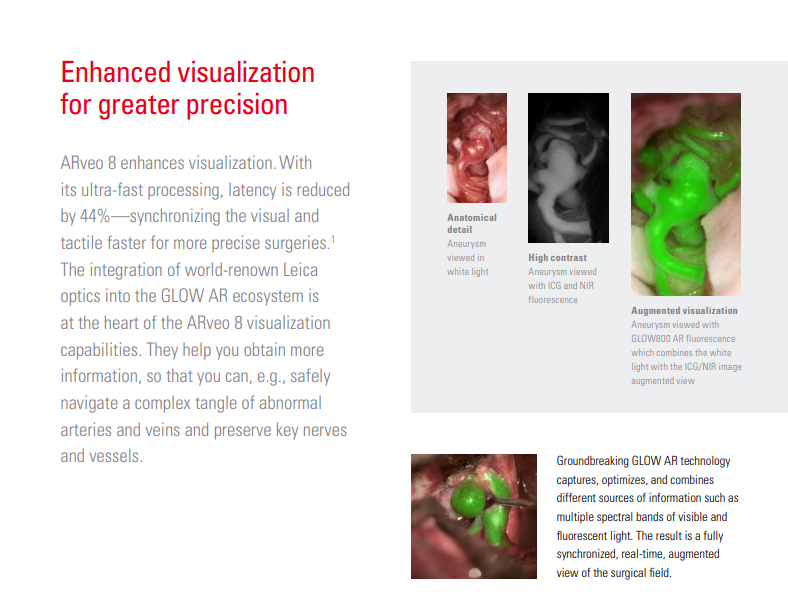 Enhanced visualization
for greater precision
ARveo 8 enhances visualization. With
its ultra-fast processing, latency is reduced
by 44%—synchronizing the visual and
tactile faster for more precise surgeries.1
The integration of world-renown Leica
optics into the GLOW AR ecosystem is
at the heart of the ARveo 8 visualization
capabilities. They help you obtain more
information, so that you can, e.g., safely
navigate a complex tangle of abnormal
arteries and veins and preserve key nerves
and vessels.
Anatomical
detail
Aneurysm
viewed in
white light
High contrast
Aneurysm viewed
with ICG and NIR
fluorescence
Augmented visualization
Aneurysm viewed with
GLOW800 AR fluorescence
which combines the white
light with the ICG/NIR image
augmented view
Groundbreaking GLOW AR technology
captures, optimizes, and combines
different sources of information such as
multiple spectral bands of visible and
fluorescent light. The result is a fully
synchronized, real-time, augmented
view of the surgical field.